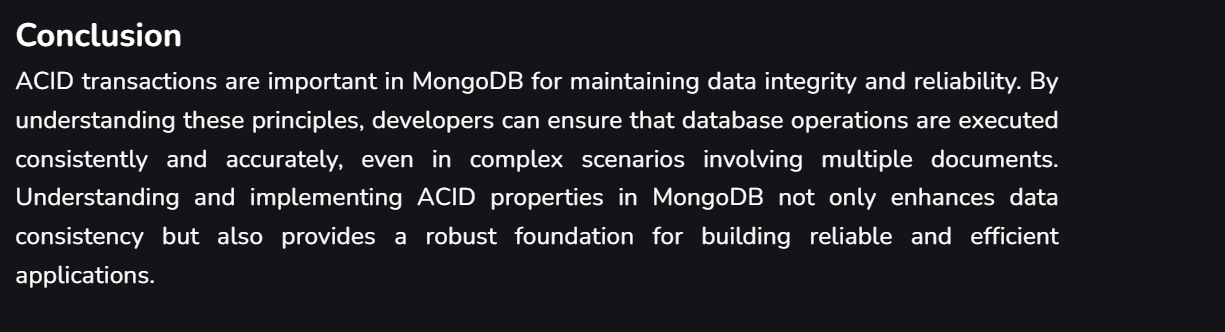 Conclusion
ACID transactions are important in MongoDB for maintaining data integrity and reliability. By
understanding these principles, developers can ensure that database operations are executed
consistently and accurately, even in complex scenarios involving multiple documents.
Understanding and implementing ACID properties in MongoDB not only enhances data
consistency but also provides a robust foundation for building reliable and efficient
applications.